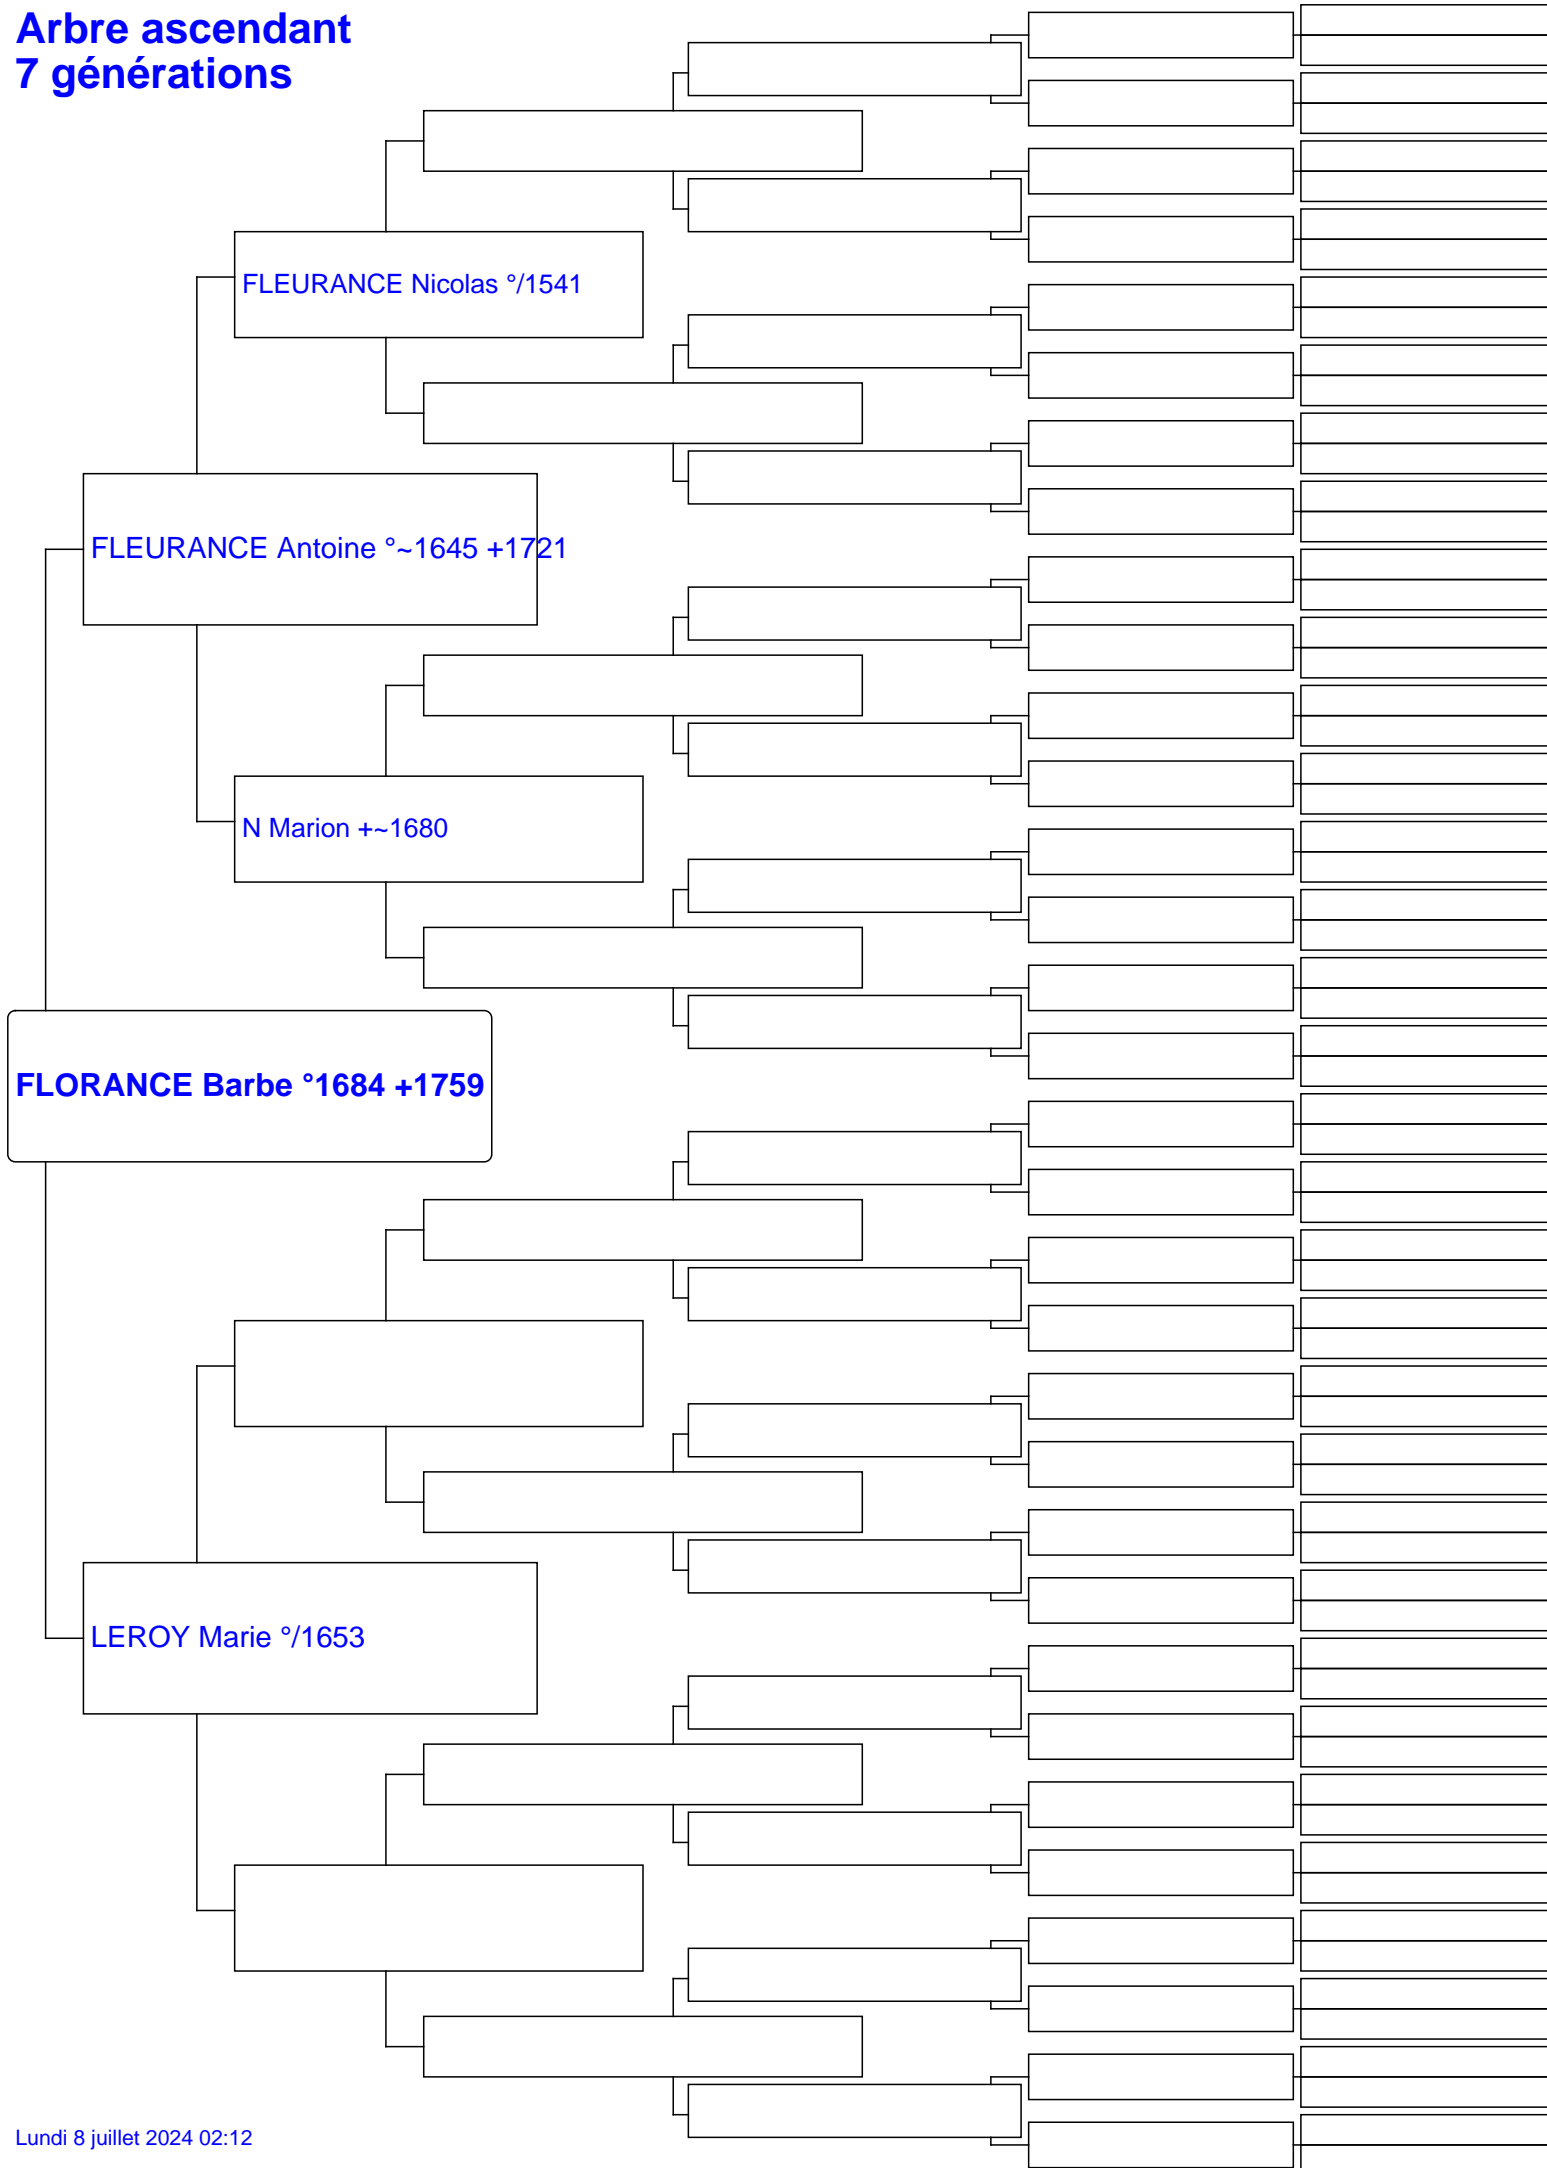 Arbre ascendant
7 générations
FLEURANCE Nicolas °/1541
FLEURANCE Antoine °~1645 +1721
N Marion +~1680
FLORANCE Barbe °1684 +1759
LEROY Marie °/1653
Lundi 8 juillet 2024 02:12